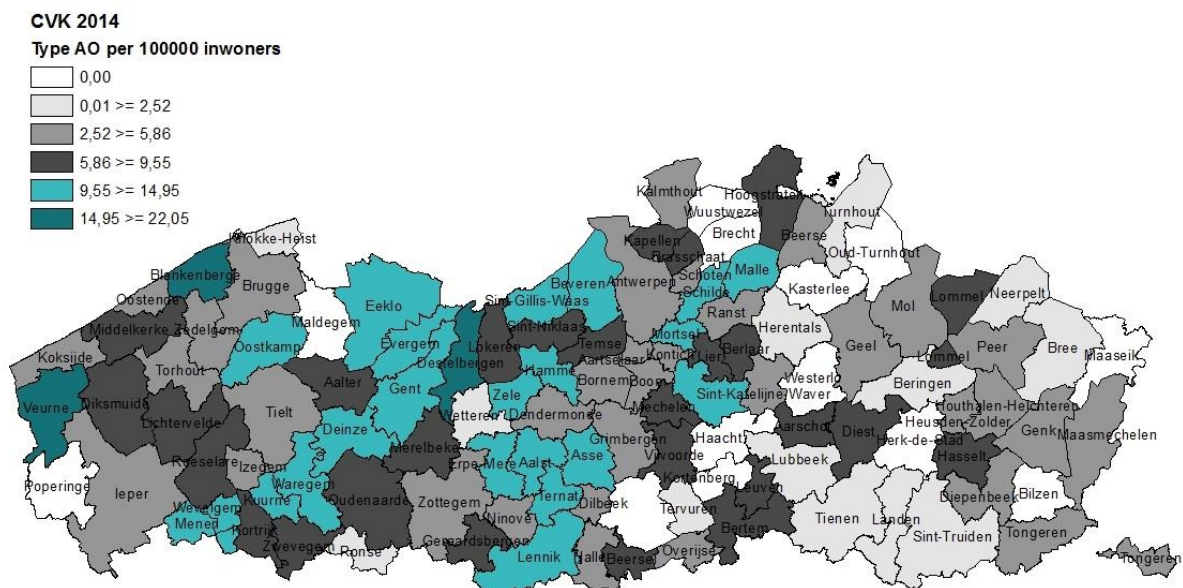 CVK 2014
Type AO per 100000 inwoners
0,00
0,01 >= 2,52
2,52 >= 5,86
5,86 >= 9,55
9,55 >= 14,95
14,95 >= 22,05
Kalmthout
Hoogstraten
Wuustwezel
Turnhout
Brecht
Beerse
Oud-Turnhout
Knokke-Heist
Kapellen
Brasschaat
Blankenberge
Brugge
Eeklo
Beveren
Antwerpen
Schoten
Malle
Schilde
Kasterlee
Neerpelt
Lommel
Oostende
Sint-Gillis-Waas
Mol
Maldegem
Ranst
Middelkerke
Zedelgem
Oostkamp
Evergem
Lokeren
Sint-Niklaas
Temse
Mortsel
Herentals
Geel
Peer
Bree
Maaseik
Koksijde
Torhout
Destelbergen
Aartselaar
Kontich
Lier
Berlaar
Lommel
Aalter
Gent
Hamme
Bornem
Boom
Westerlo
Beringen
Veurne
Diksmuide
Lichtervelde
Tielt
Zele
Sint-Katelijne-Waver
Wetteren
Dendermonde
Mechelen
Houthalen-Helchteren
Deinze
Heusden-Zolder
Aarschot
Diest
Merelbeke
Grimbergen
Haacht
Herk-de-Stad
Genk
Maasmechelen
Roeselare
Izegem
Erpe-Mere
Aalst
Asse
Vilvoorde
Lubbeek
Hasselt
Poperinge
Ieper
Waregem
Kuurne
Oudenaarde
Zottegem
Ternat
Dilbeek
Kortenberg
Leuven
Diepenbeek
Bilzen
Wevelgem
Menen
Kortrijk
Ninove
Tervuren
Bertem
Tienen
Landen
Sint-Truiden
Tongeren
Zwevegem
Ronse
Geraardsbergen
Lennik
Halle
Beersel
Overijse
Tongeren